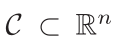 𝒞 ⊂ ℝⁿ